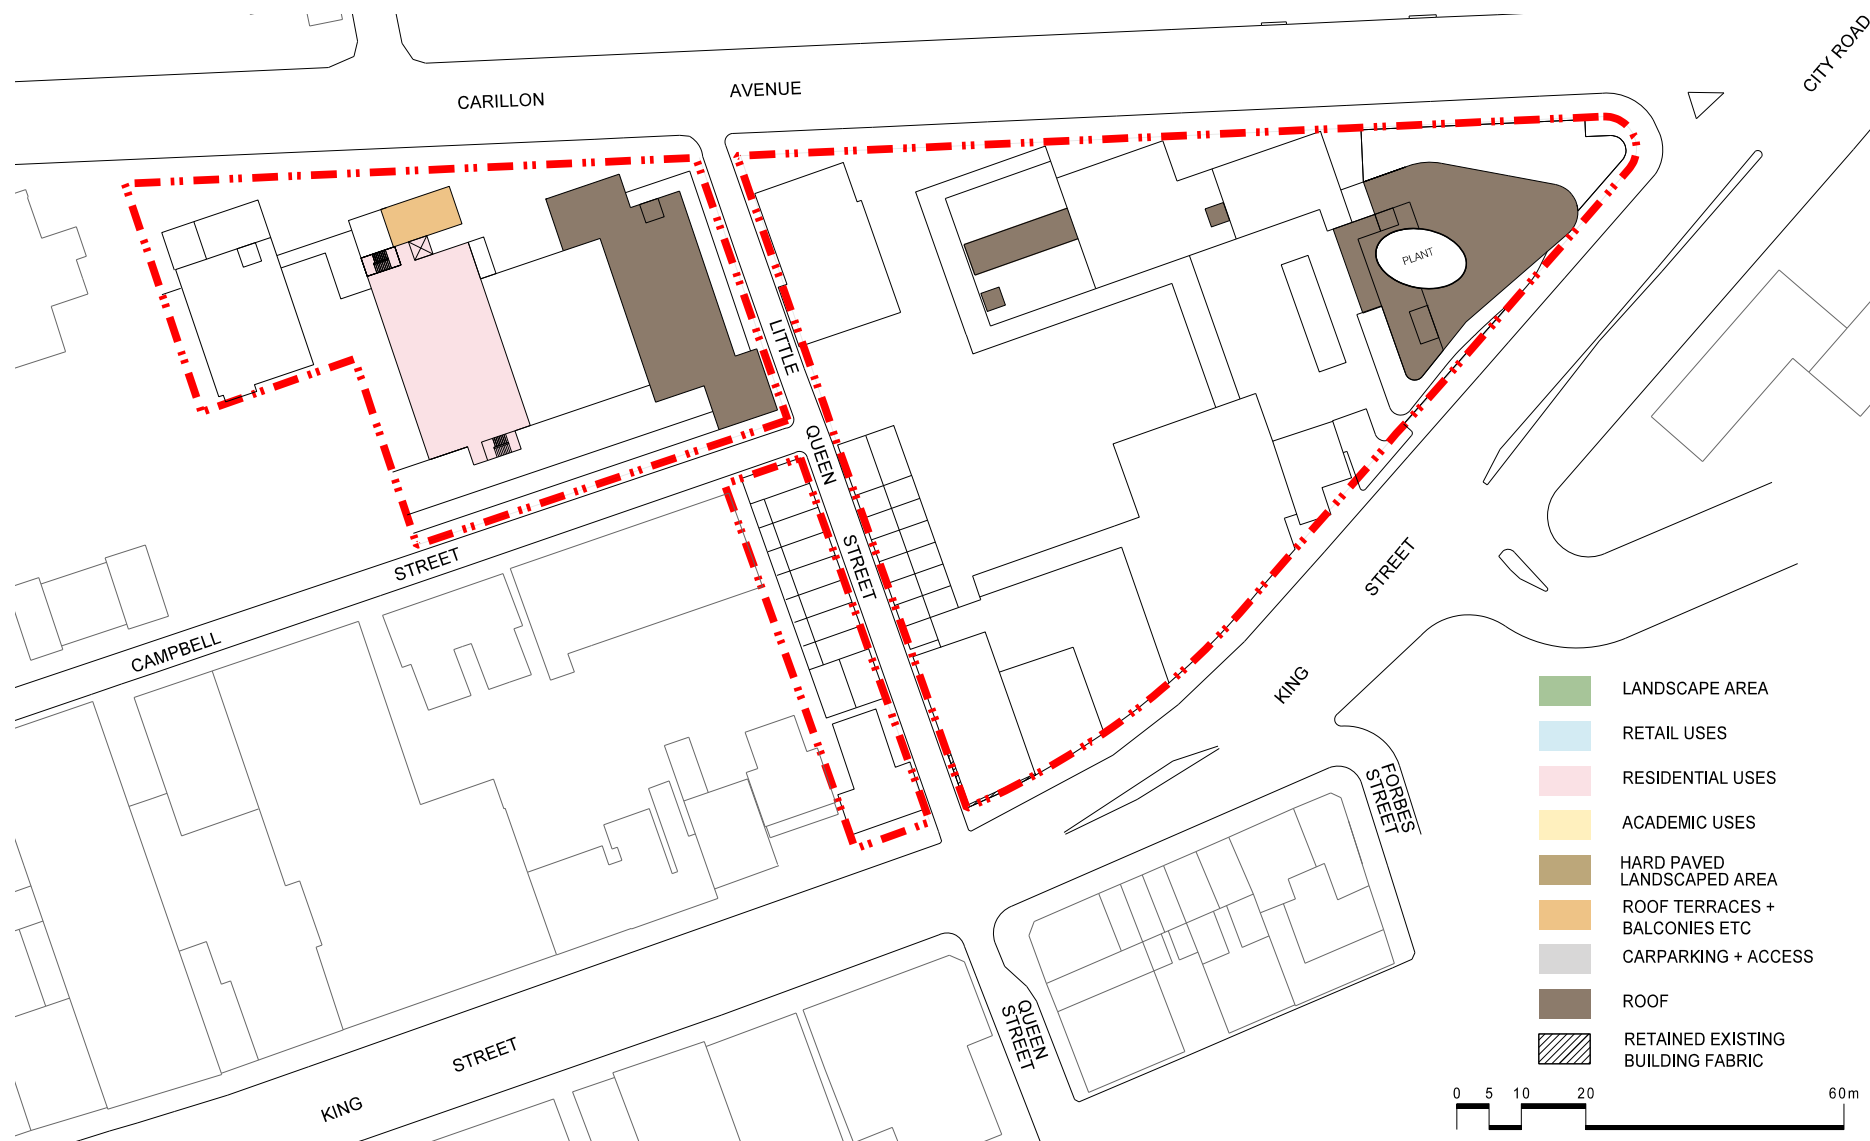 CITY ROAD
CARILLON
AVENUE
PLANT
LITTLE
QUEEN
STREET
STREET
CAMPBELL
STREET
KING
FORBES
STREET
STREET
KING
QUEEN
STREET
LANDSCAPE AREA
RETAIL USES
RESIDENTIAL USES
ACADEMIC USES
HARD PAVED
LANDSCAPED AREA
ROOF TERRACES +
BALCONIES ETC
CARPARKING + ACCESS
ROOF
RETAINED EXISTING
BUILDING FABRIC
0 5 10 20 60m